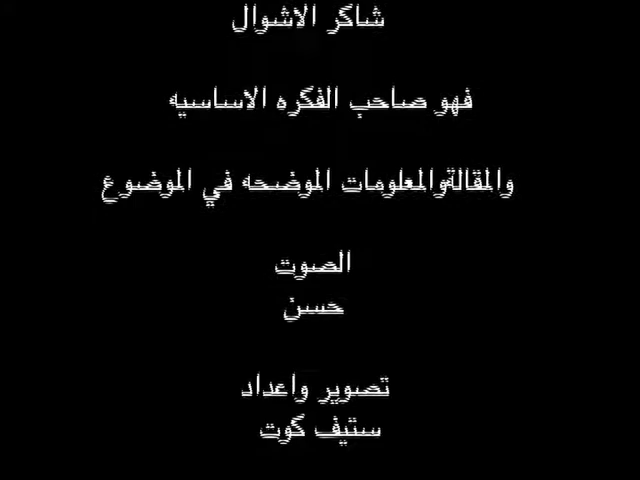 شاكر الاشوال
فهو صاحب الفكره الاساسيه
والمقالةوالمعلومات الموضحه في الموضوع
الصوت
حسن
تصوير واعداد
ستيف كوت